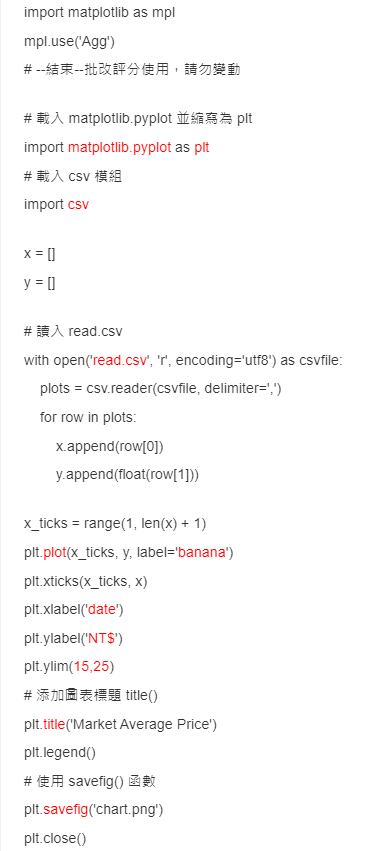 import matplotlib as mpl
mpl.use('Agg')
# --結束--批改評分使用，請勿變動
# 載入 matplotlib.pyplot 並縮寫為 plt
import matplotlib.pyplot as plt
# 載入 csv 模組
import csv
x = []
y = []
# 讀入 read.csv
with open('read.csv', 'r', encoding='utf8') as csvfile:
plots = csv.reader(csvfile, delimiter=',')
for row in plots:
x.append(row[0])
y.append(float(row[1]))
x_ticks = range(1, len(x) + 1)
plt.plot(x_ticks, y, label='banana')
plt.xticks(x_ticks, x)
plt.xlabel('date')
plt.ylabel('NT$')
plt.ylim(15,25)
# 添加圖表標題 title()
plt.title('Market Average Price')
plt.legend()
# 使用 savefig() 函數
plt.savefig('chart.png')
plt.close()